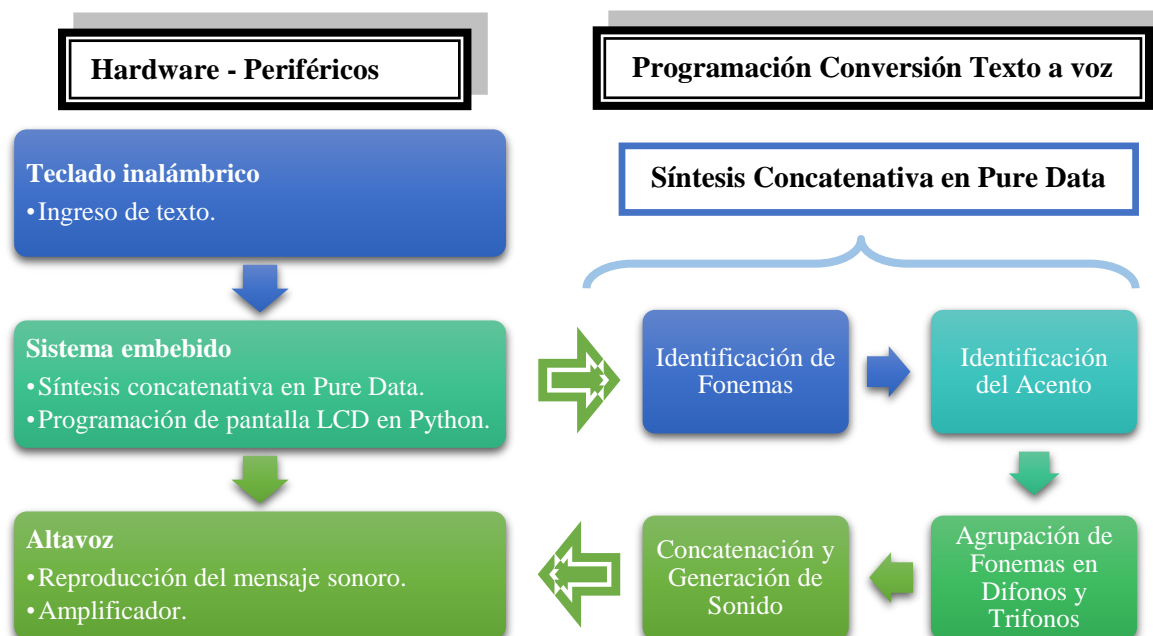 Hardware - Periféricos
Programación Conversión Texto a voz
Síntesis Concatenativa en Pure Data
Teclado inalámbrico
•Ingreso de texto.
Sistema embebido
•Síntesis concatenativa en Pure Data.
•Programación de pantalla LCD en Python.
Identificación de
Fonemas
Identificación
del Acento
Altavoz
•Reproducción del mensaje sonoro.
•Amplificador.
Concatenación y
Generación de
Sonido
Agrupación de
Fonemas en
Difonos y
Trifonos